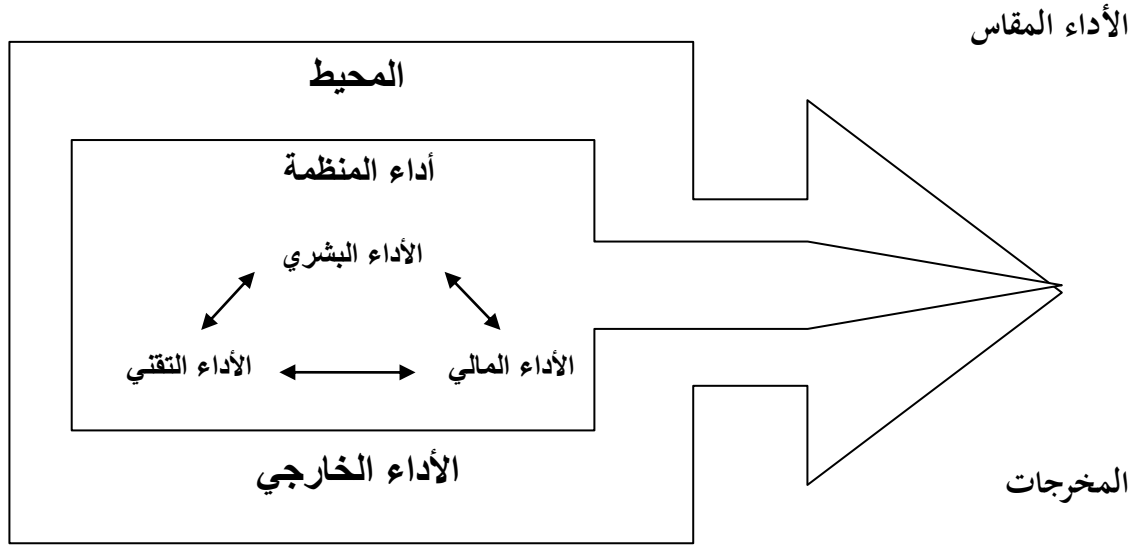 الأداء المقاس
المحيط
أداء المنظمة
الأداء البشري
الأداء المالي
الأداء التقني
الأداء الخارجي
المخرجات